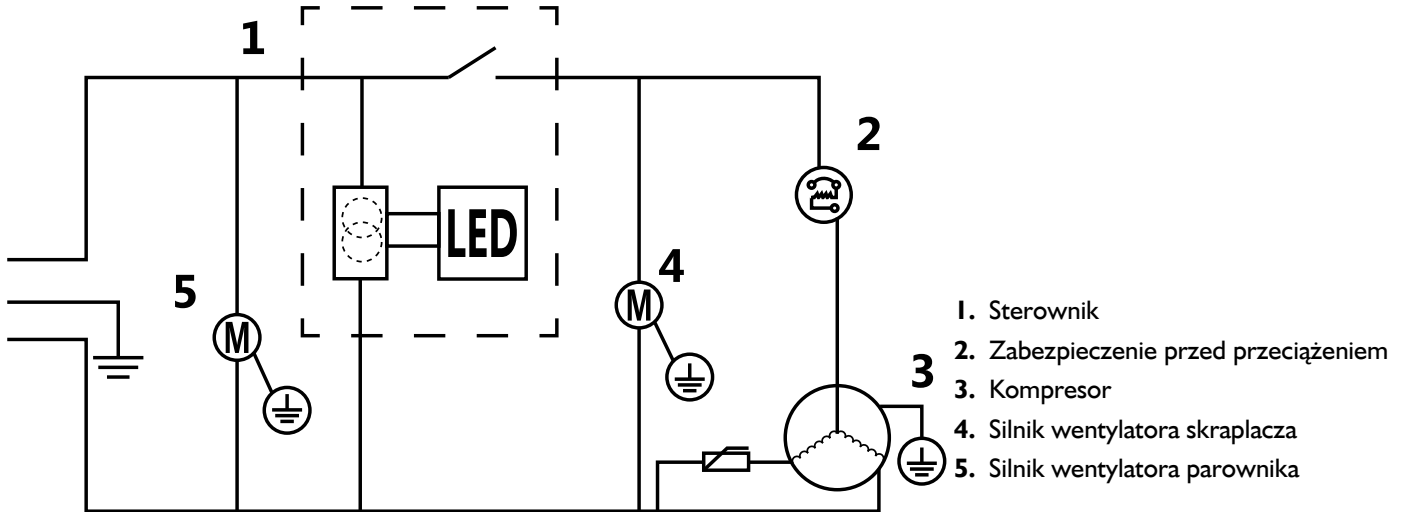 1
2
LED
4
5
M
M
3
1. Sterownik
2. Zabezpieczenie przed przeciążeniem
3. Kompresor
4. Silnik wentylatora skraplacza
5. Silnik wentylatora parownika